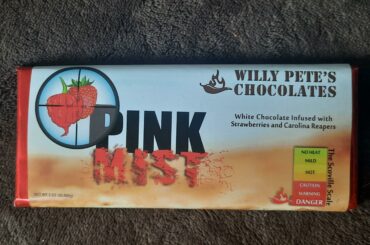 WILLY PETE'S
CHOCOLATES
PINK
MIST
White Chocolate Infused with
Strawberries and Carolina Reapers
The Scoville Scale
NO HEAT
MILD
HOT
CAUTION
WARNING
DANGER